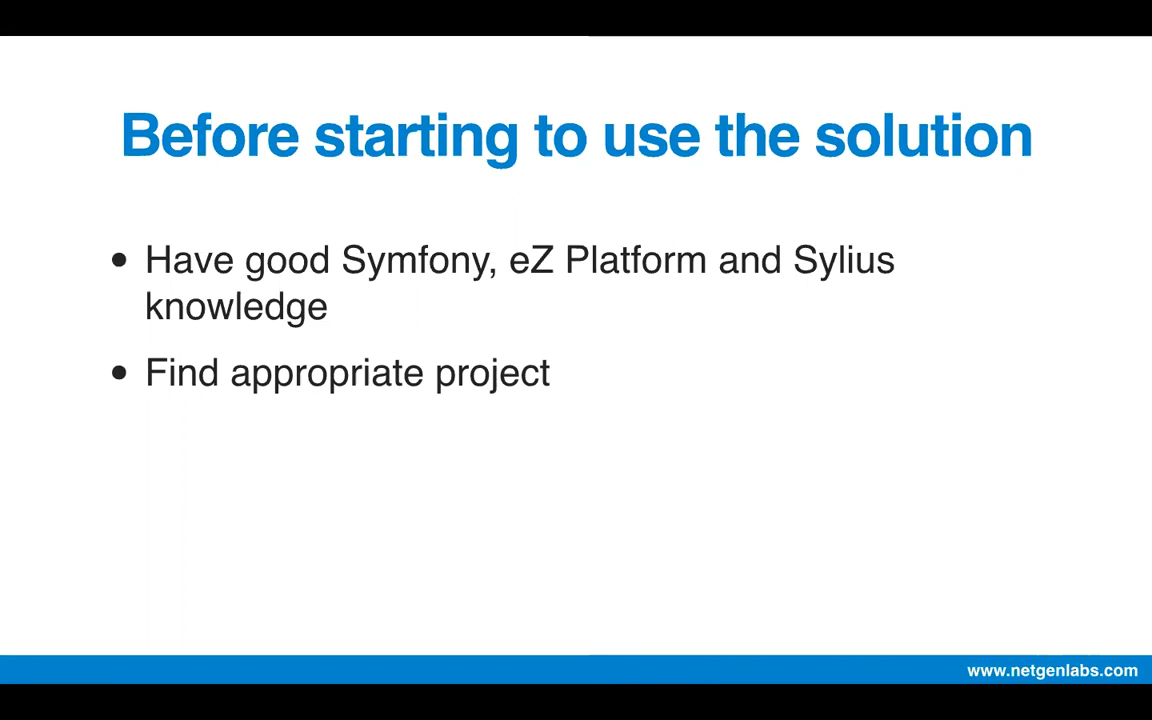 Before starting to use the solution
• Have good Symfony, eZ Platform and Sylius
knowledge
• Find appropriate project
www.netgenlabs.com